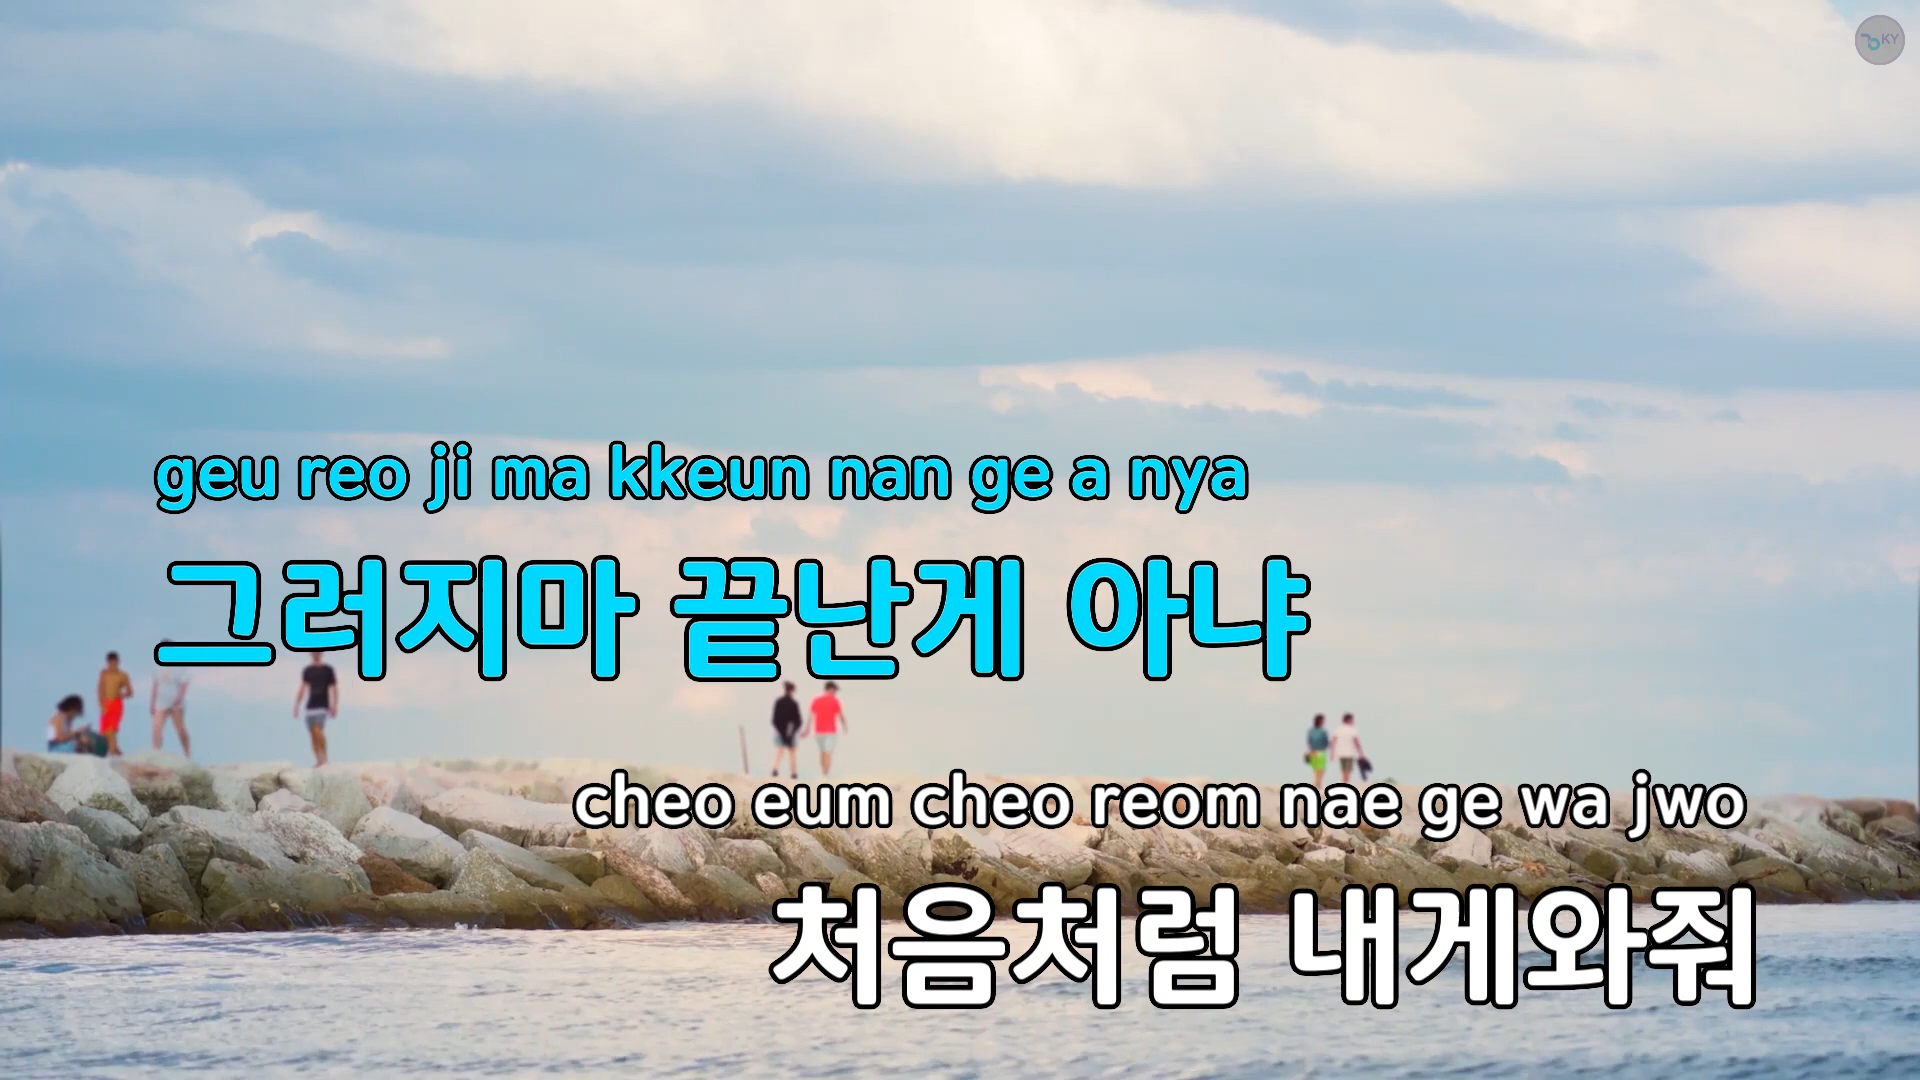 KY
geu reo ji ma kkeun nan ge a nya
그러지마 끝난게 아냐
cheo eum cheo reom nae ge wa jwo
처음처럼 내게와줘